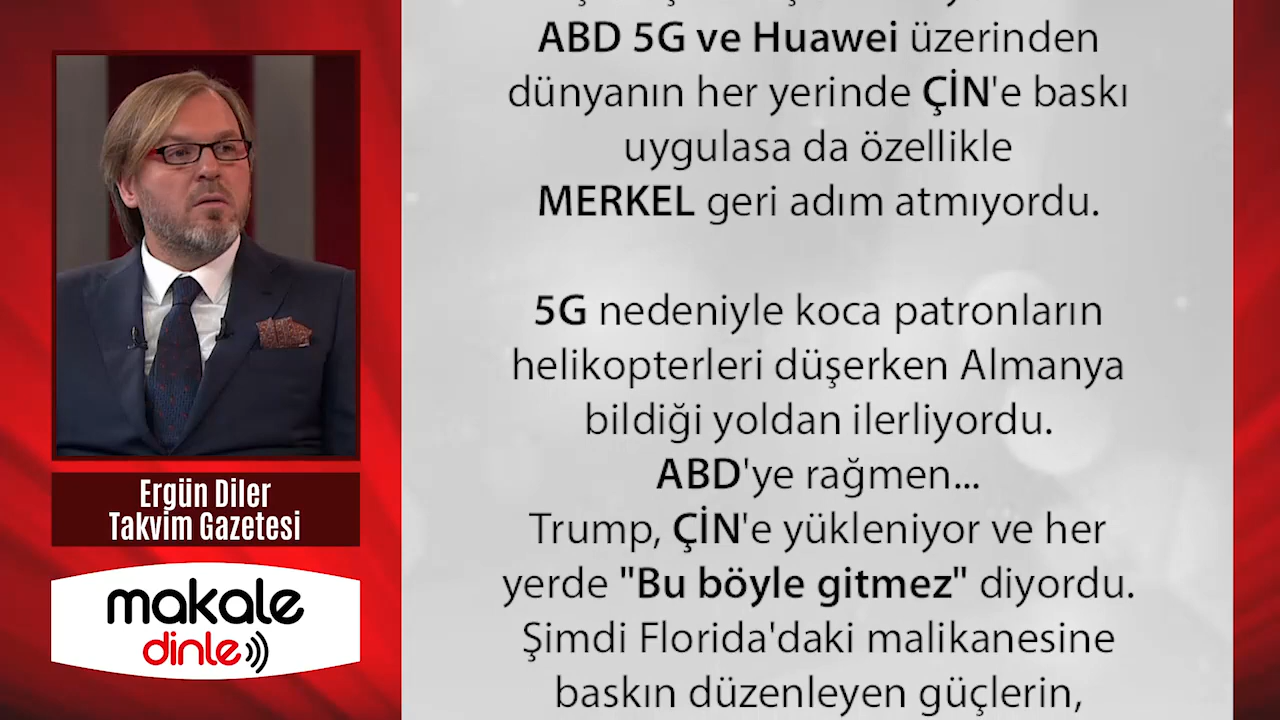 ABD 5G ve Huawei üzerinden
dünyanın her yerinde ÇİN'e baskı
uygulasa da özellikle
MERKEL geri adım atmıyordu.
5G nedeniyle koca patronların
helikopterleri düşerken Almanya
bildiği yoldan ilerliyordu.
ABD'ye rağmen...
Trump, ÇİN'e yükleniyor ve her
yerde "Bu böyle gitmez" diyordu.
Şimdi Florida'daki malikanesine
baskın düzenleyen güçlerin,
Ergün Diler
Takvim Gazetesi
makale
dinle